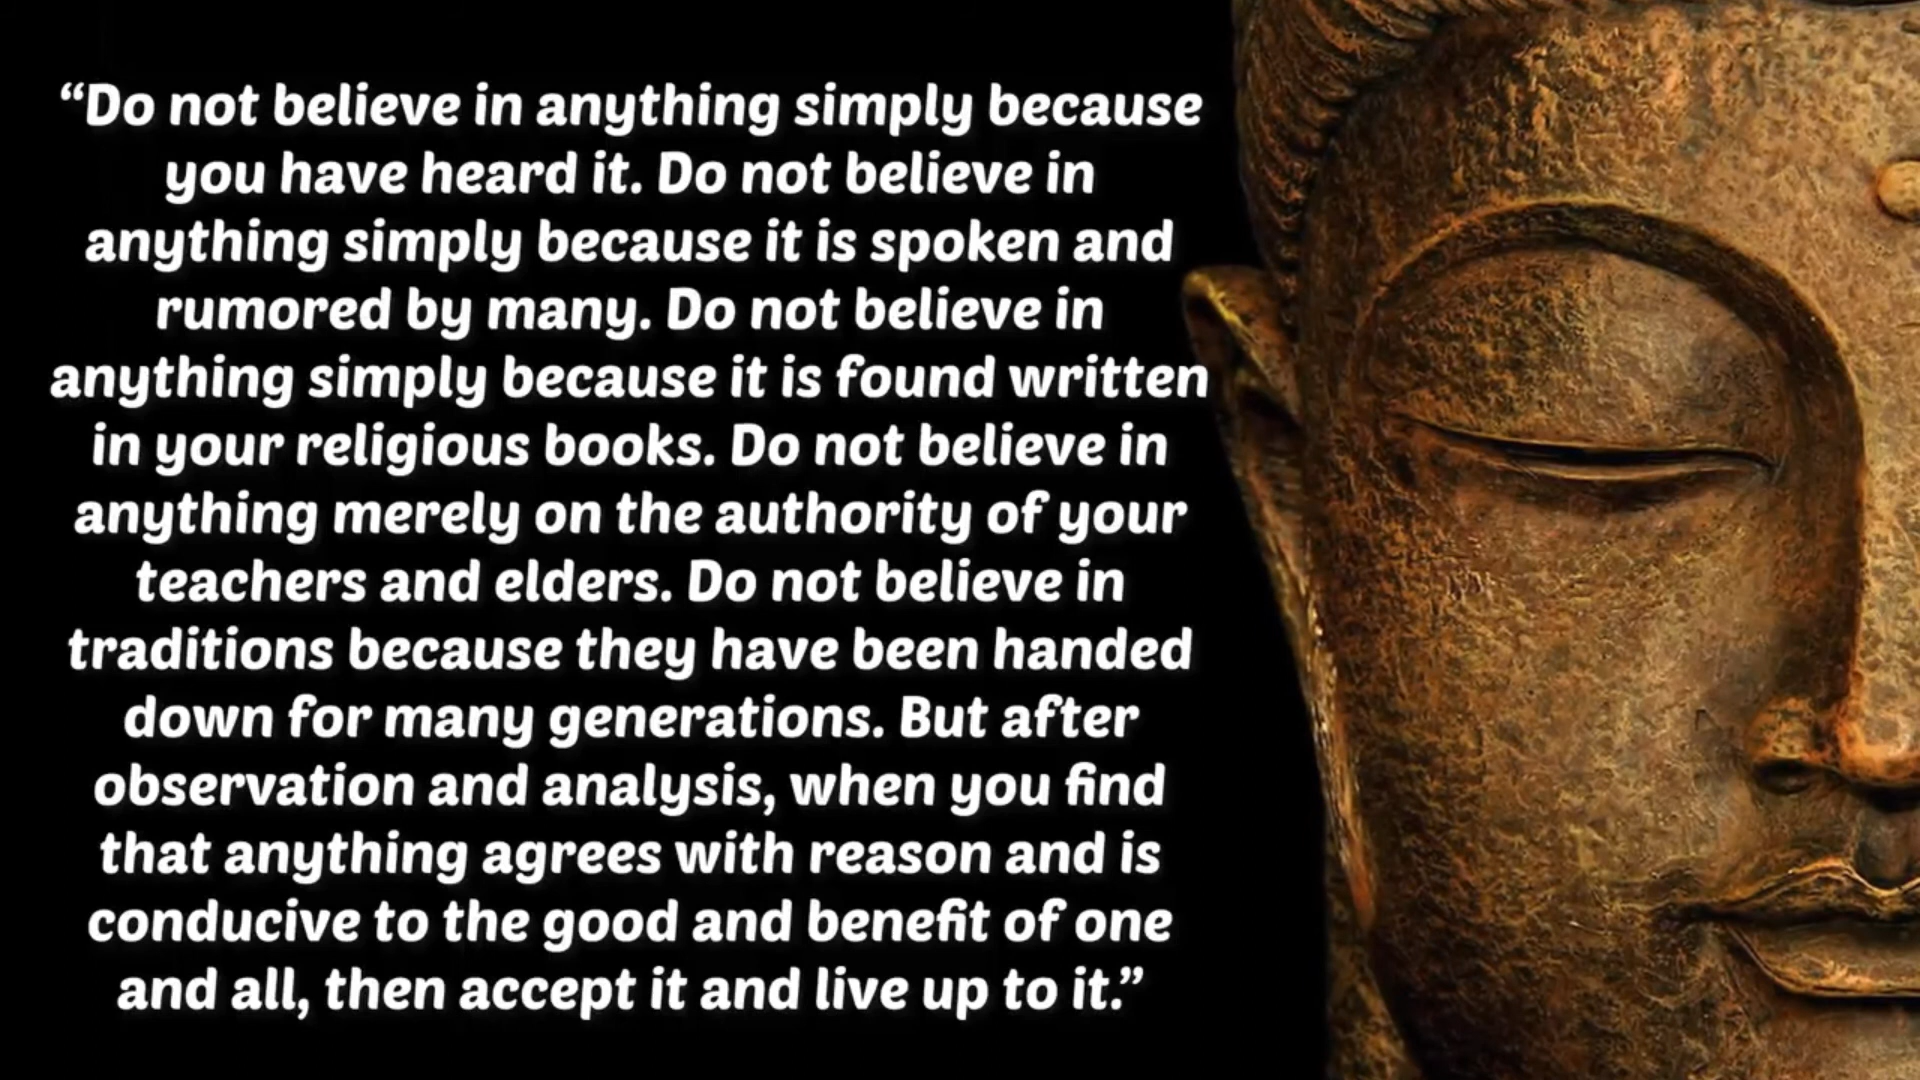 “Do not believe in anything simply because
you have heard it. Do not believe in
anything simply because it is spoken and
rumored by many. Do not believe in
anything simply because it is found written
in your religious books. Do not believe in
anything merely on the authority of your
teachers and elders. Do not believe in
traditions because they have been handed
down for many generations. But after
observation and analysis, when you find
that anything agrees with reason and is
conducive to the good and benefit of one
and all, then accept it and live up to it.”